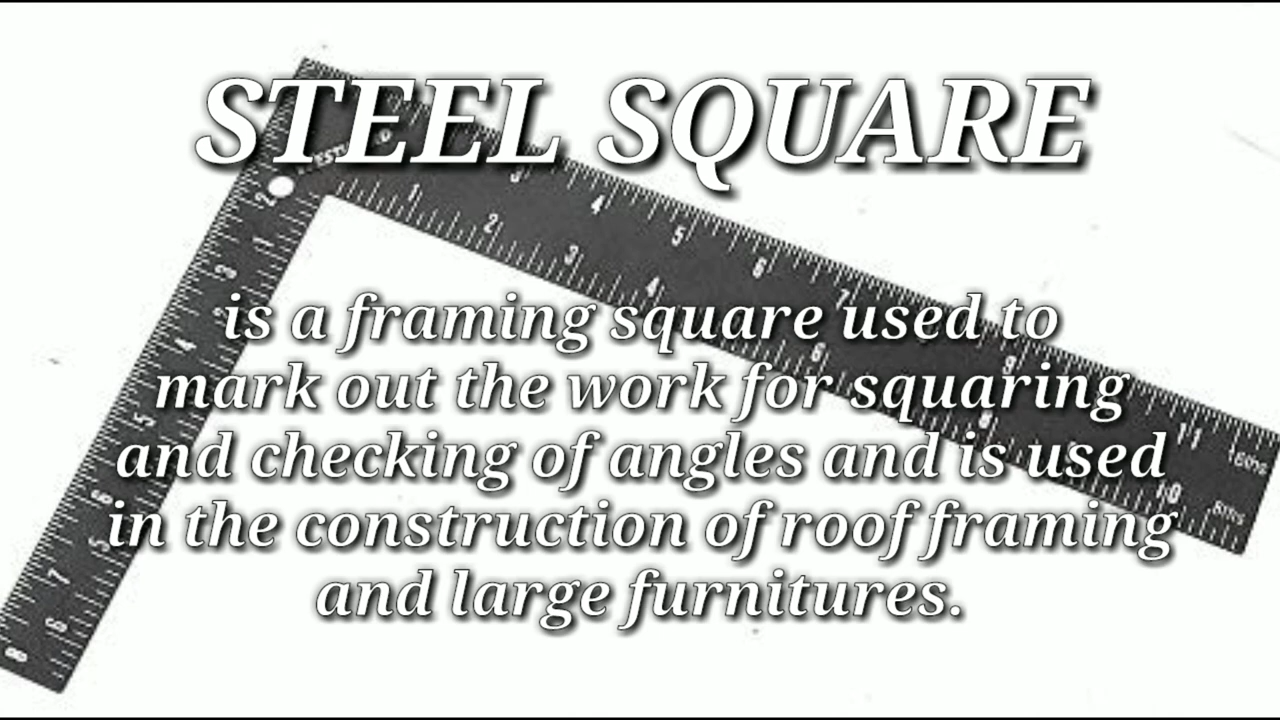 STEEL SQUARE
is a framing square used to
mark out the work for squaring
and checking of angles and is used
in the construction of roof framing
and large furnitures.